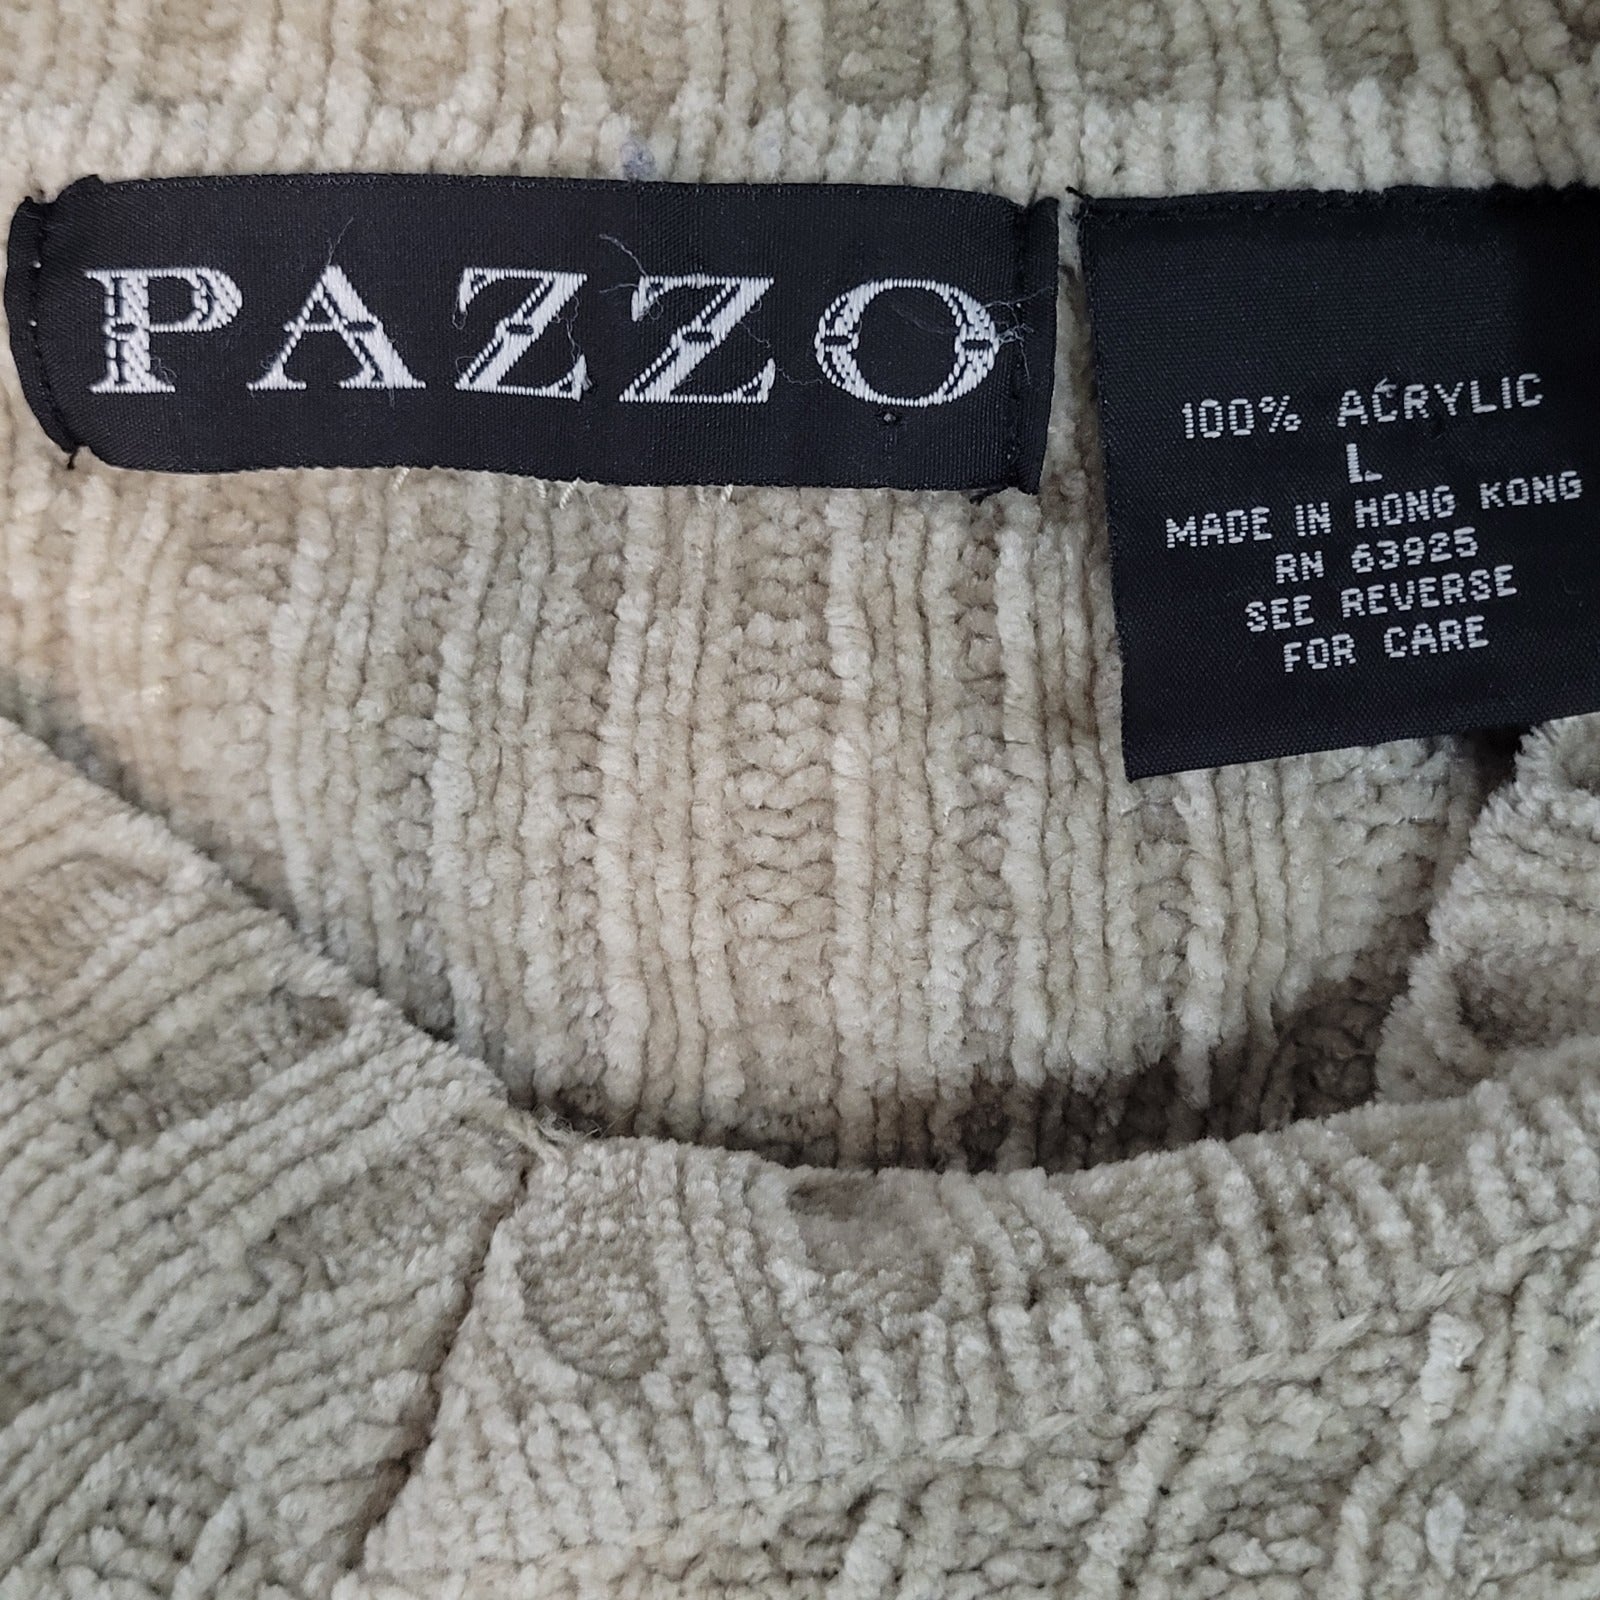 PAZZO
100% ACRYLIC
L
MADE IN HONG KONG
RN 63925
SEE REVERSE
FOR CARE